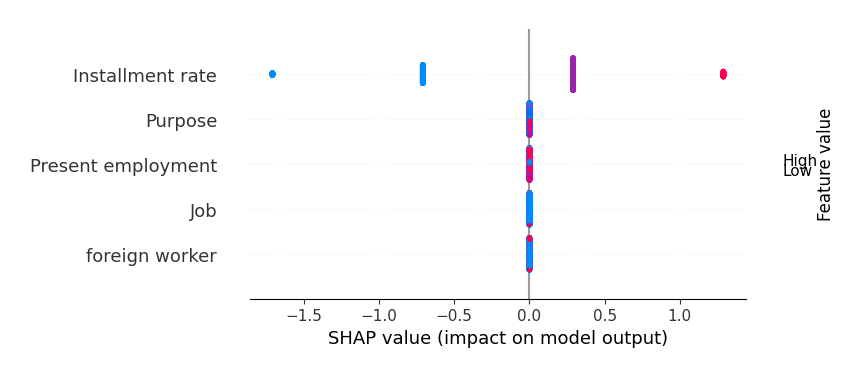 Installment rate
Purpose
Present employment
Job
foreign worker
−1.5 −1.0 −0.5 0.0 0.5 1.0
SHAP value (impact on model output)
High
Low
Feature value